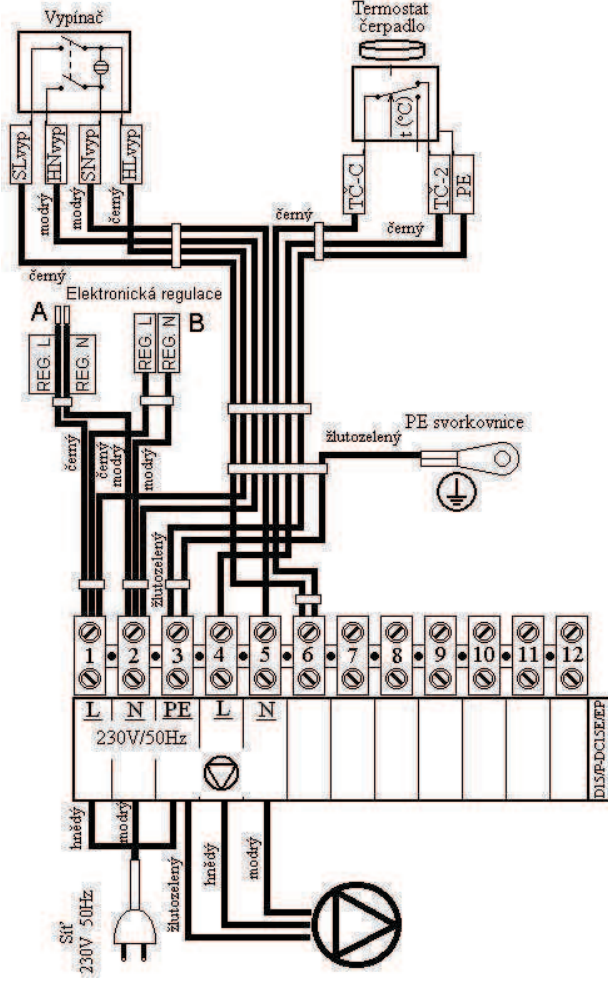 Vypínač
Termostat
čerpadlo
t (°C)
SLvyp
HNvyp
SNvyp
HLvyp
TČ-C
TČ-2
PE
modrý
modrý
černý
černý
černý
černý
Elektronická regulace
A
B
REG. L
REG. N
REG. L
REG. N
PE svorkovnice
žlutozelený
černý
černý
modrý
modrý
žlutozelený
1
2
3
4
5
6
7
8
9
10
11
12
L
N
PE
L
N
230V/50Hz
D15/P-DC15E/EP
hnědý
modrý
žlutozelený
hnědý
modrý
Síť
230V 50Hz